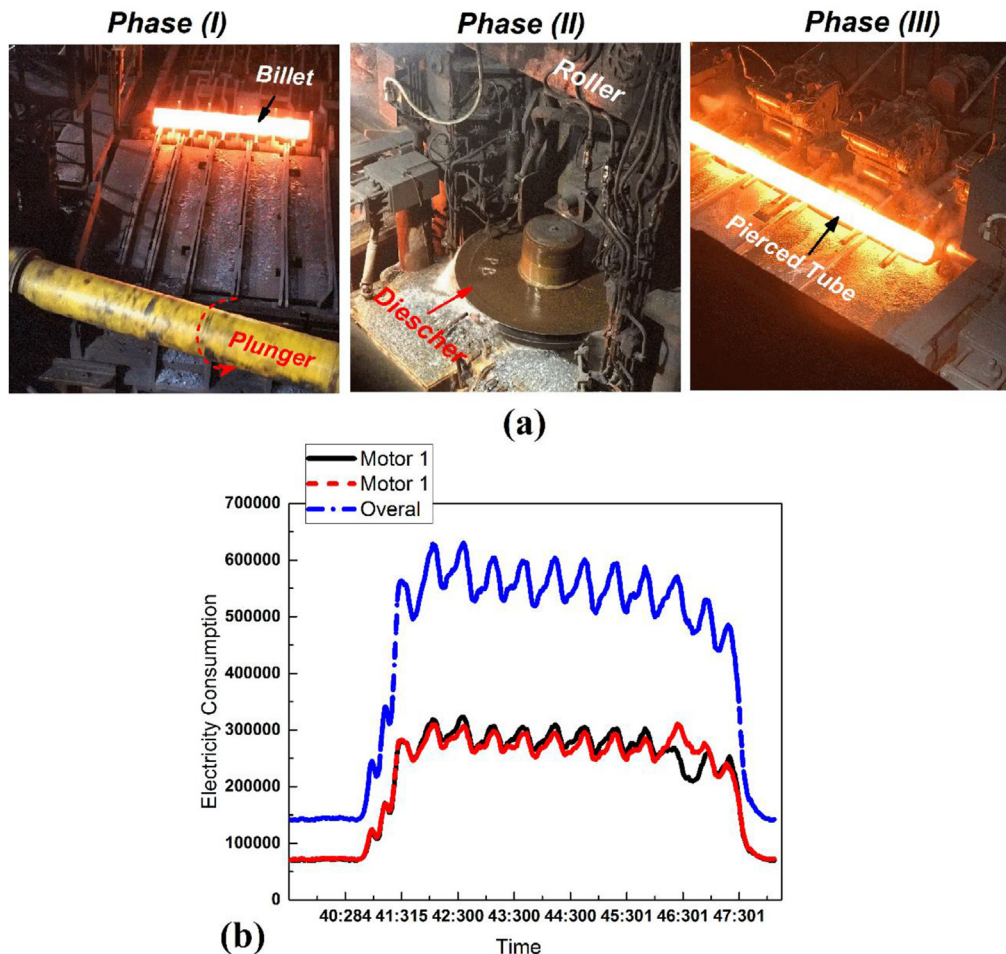 Phase (I)
Phase (II)
Phase (III)
Billet
Plunger
Roller
Diescher
Pierced Tube
(a)
Motor 1
Motor 1
Overal
700000
600000
500000
400000
300000
200000
100000
0
Electricity Consumption
40:284 41:315 42:300 43:300 44:300 45:301 46:301 47:301
Time
(b)